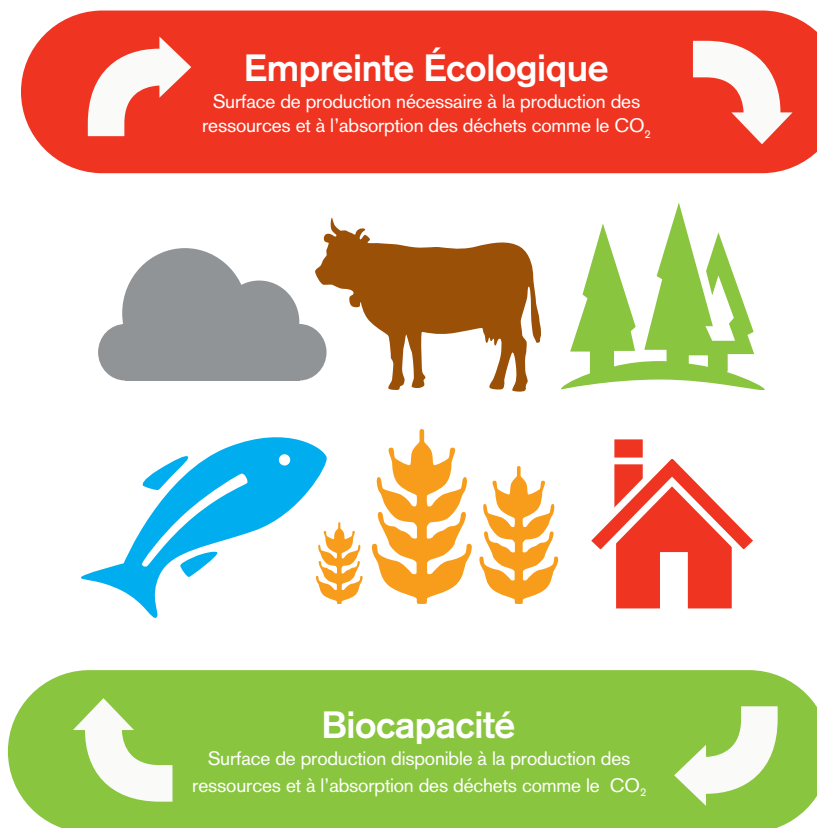 Empreinte Écologique
Surface de production nécessaire à la production des
ressources et à l'absorption des déchets comme le CO₂
Biocapacité
Surface de production disponible à la production des
ressources et à l'absorption des déchets comme le CO₂